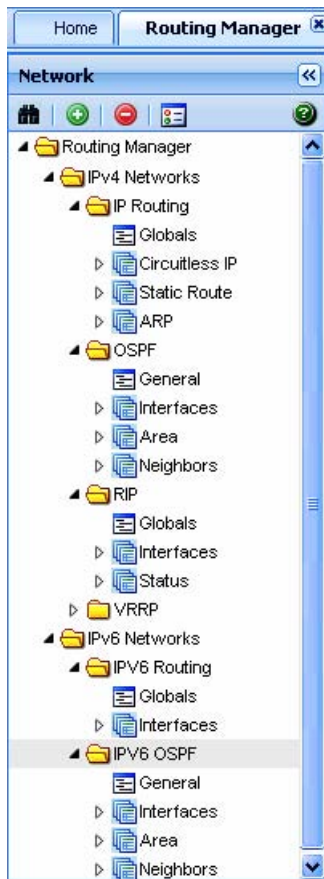 Home
Routing Manager
Network
Routing Manager
IPv4 Networks
IP Routing
Globals
Circuitless IP
Static Route
ARP
OSPF
General
Interfaces
Area
Neighbors
RIP
Globals
Interfaces
Status
VRRP
IPv6 Networks
IPV6 Routing
Globals
Interfaces
IPV6 OSPF
General
Interfaces
Area
Neighbors